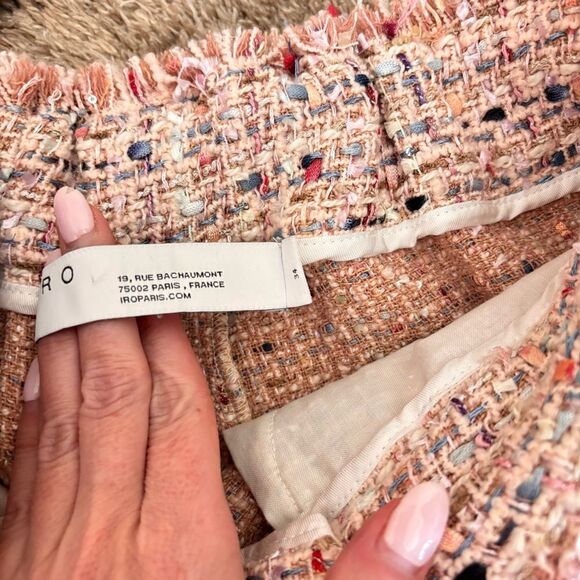 RO
19, RUE BACHAUMONT
75002 PARIS , FRANCE
IROPARIS.COM
34